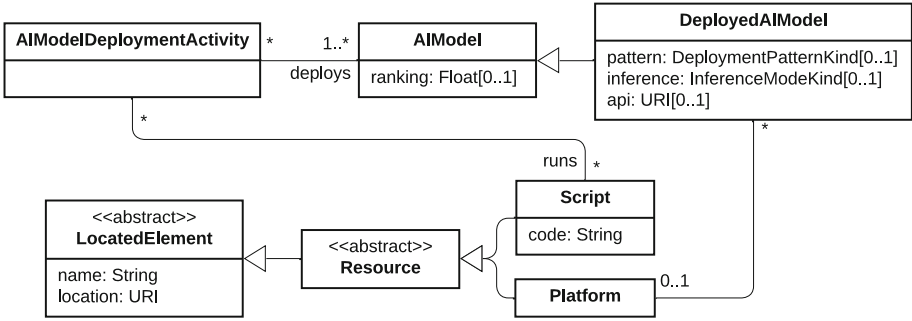 AIModelDeploymentActivity
*
1..*
deploys
AIModel
ranking: Float[0..1]
DeployedAIModel
pattern: DeploymentPatternKind[0..1]
inference: InferenceModeKind[0..1]
api: URI[0..1]
*
*
runs
*
Script
code: String
<<abstract>>
LocatedElement
name: String
location: URI
<<abstract>>
Resource
Platform
0..1